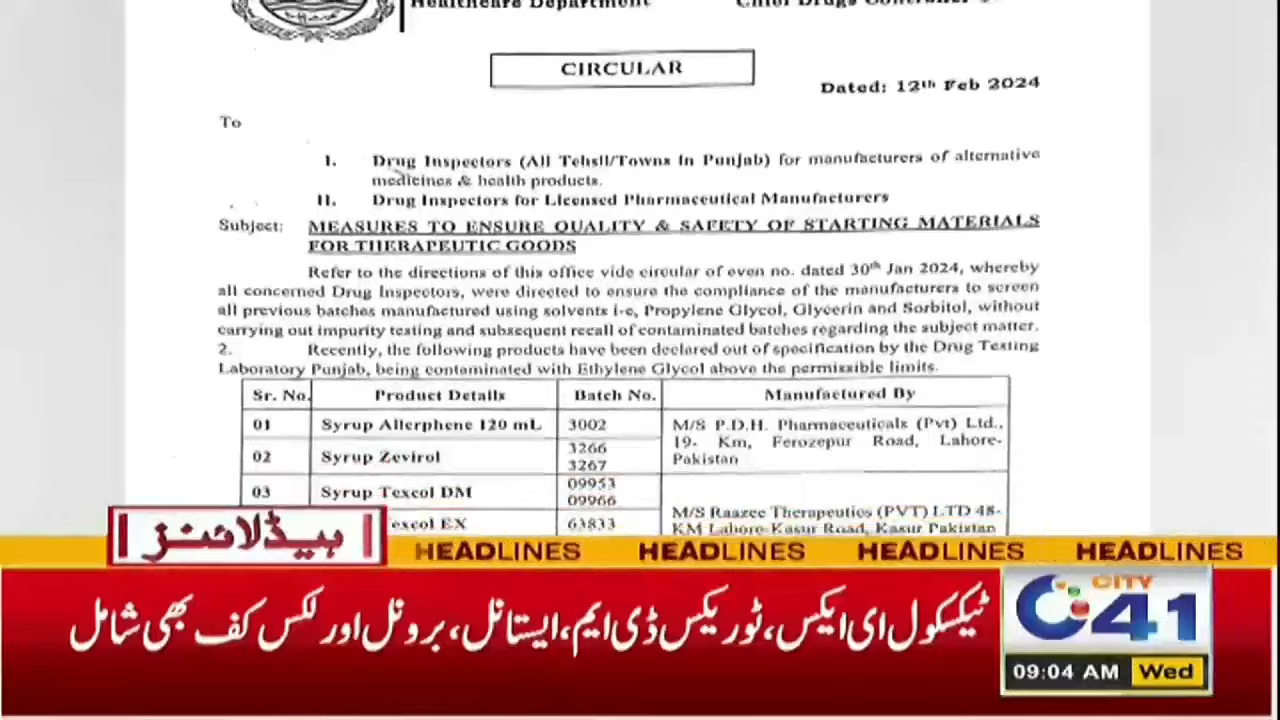 Healthcare Department
CIRCULAR
Dated: 12th Feb 2024
To
I. Drug Inspectors (All Tehsil/Towns in Punjab) for manufacturers of alternative
medicines & health products.
II. Drug Inspectors for Licensed Pharmaceutical Manufacturers
Subject: MEASURES TO ENSURE QUALITY & SAFETY OF STARTING MATERIALS
FOR THERAPEUTIC GOODS
Refer to the directions of this office vide circular of even no. dated 30th Jan 2024, whereby
all concerned Drug Inspectors, were directed to ensure the compliance of the manufacturers to screen
all previous batches manufactured using solvents i-e, Propylene Glycol, Glycerin and Sorbitol, without
carrying out impurity testing and subsequent recall of contaminated batches regarding the subject matter.
2. Recently, the following products have been declared out of specification by the Drug Testing
Laboratory Punjab, being contaminated with Ethylene Glycol above the permissible limits.
Sr. No. Product Details Batch No. Manufactured By
01 Syrup Allerphene 120 mL 3002 M/S P.D.H. Pharmaceuticals (Pvt) Ltd.,
19- Km, Ferozepur Road, Lahore-
Pakistan
02 Syrup Zevirol 3266
3267
03 Syrup Texcol DM 09953
09966
M/S Raazee Therapeutics (PVT) LTD 48-
KM Lahore-Kasur Road, Kasur Pakistan
excol EX 63833
ہیڈلائنز
HEADLINES HEADLINES HEADLINES HEADLINES
ٹیکسکول ای ایکس، ٹوریکس ڈی ایم، ایستانل، برونل اور لکس کف بھی شامل
CITY
41
09:04 AM Wed